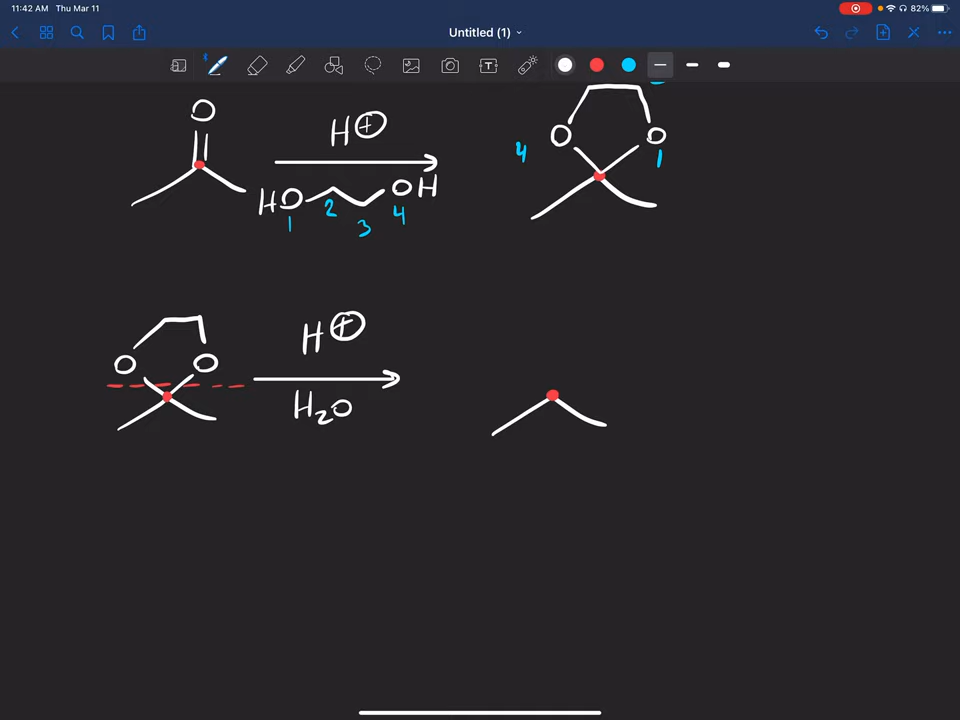 11:42 AM Thu Mar 11
82%
Untitled (1)
T
O
H+
HO OH
1 2 3 4
O O
4 1
O O
H+
H2O